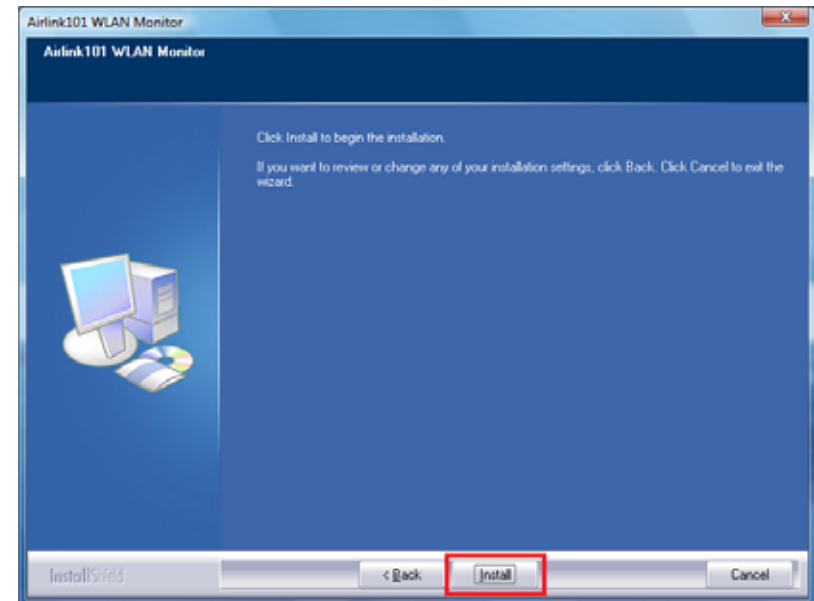 Airlink101 WLAN Monitor
Airlink101 WLAN Monitor
Click Install to begin the installation.
If you want to review or change any of your installation settings, click Back. Click Cancel to exit the
wizard.
InstallShield
< Back
Install
Cancel